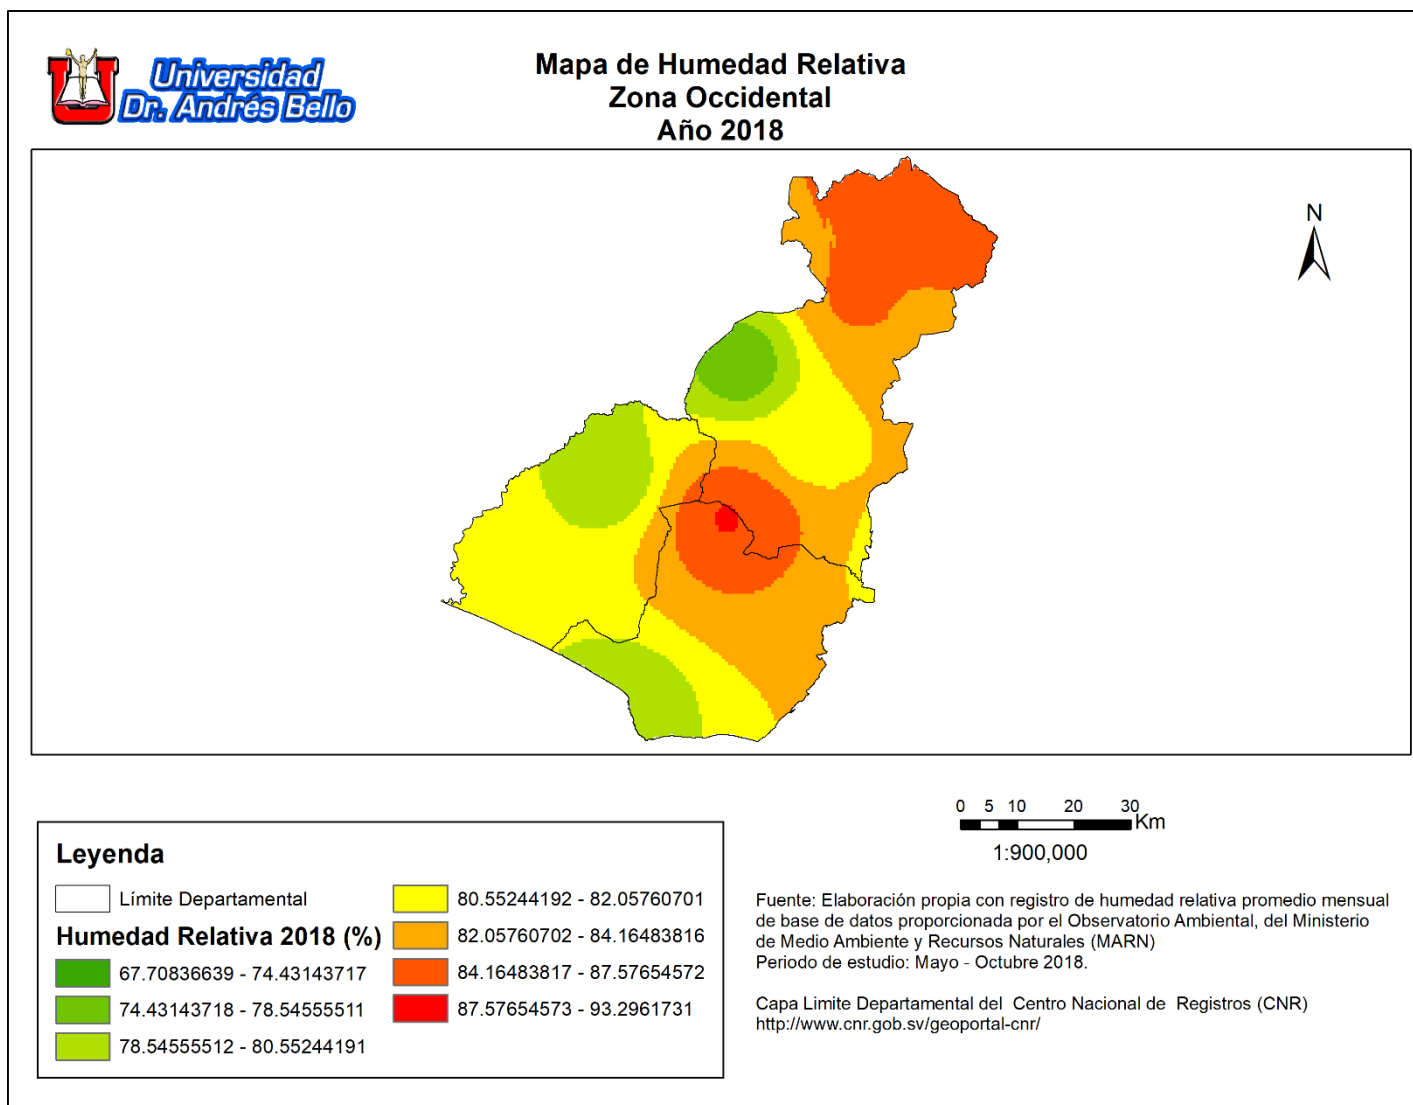 Universidad
Dr. Andrés Bello
Mapa de Humedad Relativa
Zona Occidental
Año 2018
N
0 5 10 20 30
Km
1:900,000
Leyenda
Límite Departamental
Humedad Relativa 2018 (%)
67.70836639 - 74.43143717
74.43143718 - 78.54555511
78.54555512 - 80.55244191
80.55244192 - 82.05760701
82.05760702 - 84.16483816
84.16483817 - 87.57654572
87.57654573 - 93.2961731
Fuente: Elaboración propia con registro de humedad relativa promedio mensual
de base de datos proporcionada por el Observatorio Ambiental, del Ministerio
de Medio Ambiente y Recursos Naturales (MARN)
Periodo de estudio: Mayo - Octubre 2018.
Capa Limite Departamental del Centro Nacional de Registros (CNR)
http://www.cnr.gob.sv/geoportal-cnr/